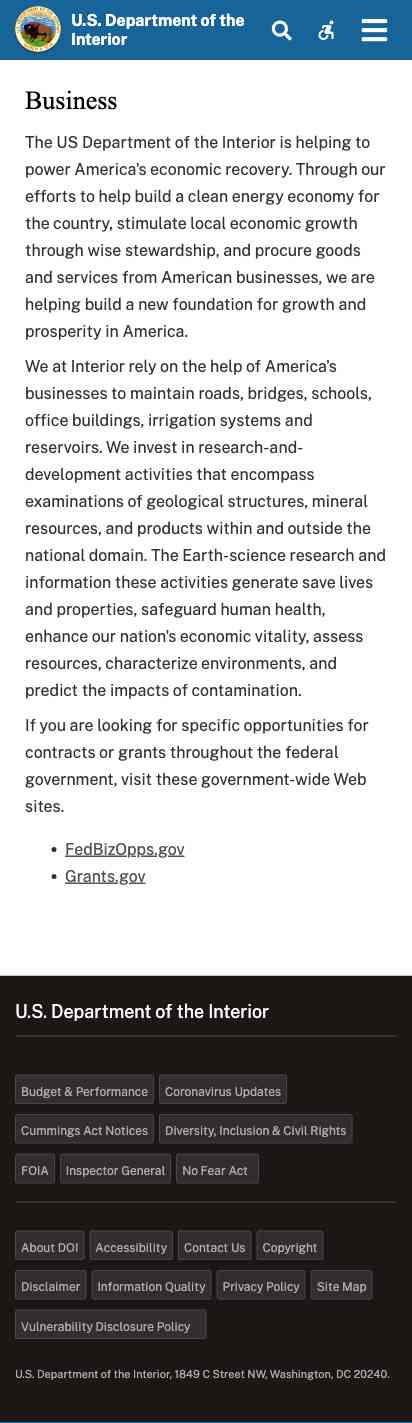 U.S. Department of the
Interior
Business
The US Department of the Interior is helping to
power America's economic recovery. Through our
efforts to help build a clean energy economy for
the country, stimulate local economic growth
through wise stewardship, and procure goods
and services from American businesses, we are
helping build a new foundation for growth and
prosperity in America.
We at Interior rely on the help of America's
businesses to maintain roads, bridges, schools,
office buildings, irrigation systems and
reservoirs. We invest in research-and-
development activities that encompass
examinations of geological structures, mineral
resources, and products within and outside the
national domain. The Earth-science research and
information these activities generate save lives
and properties, safeguard human health,
enhance our nation's economic vitality, assess
resources, characterize environments, and
predict the impacts of contamination.
If you are looking for specific opportunities for
contracts or grants throughout the federal
government, visit these government-wide Web
sites.
• FedBizOpps.gov
• Grants.gov
U.S. Department of the Interior
Budget & Performance Coronavirus Updates
Cummings Act Notices Diversity, Inclusion & Civil Rights
FOIA Inspector General No Fear Act
About DOI Accessibility Contact Us Copyright
Disclaimer Information Quality Privacy Policy Site Map
Vulnerability Disclosure Policy
U.S. Department of the Interior, 1849 C Street NW, Washington, DC 20240.